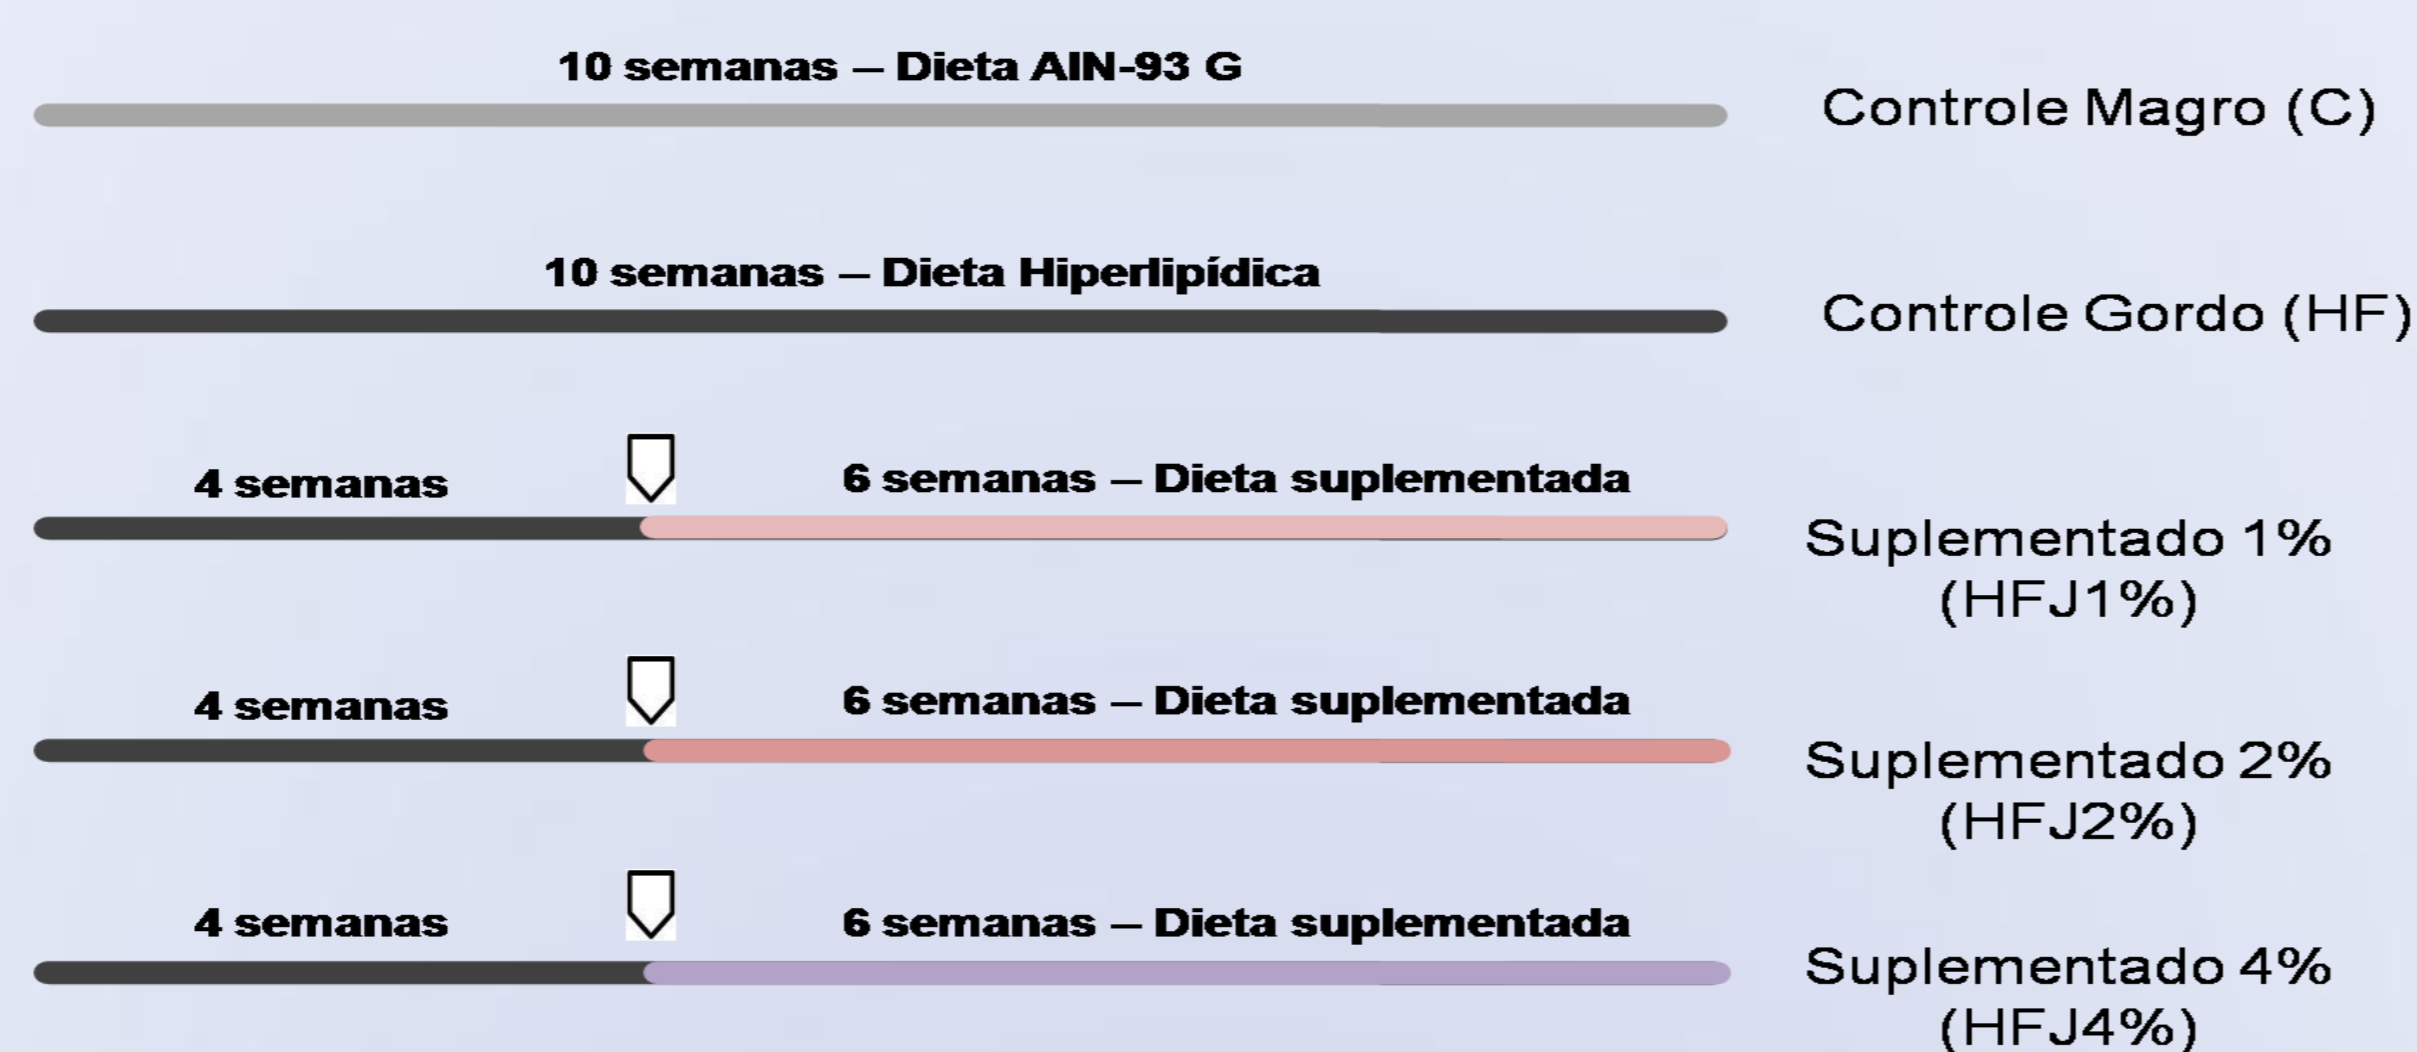 10 semanas – Dieta AIN-93 G
Controle Magro (C)
10 semanas – Dieta Hiperlipídica
Controle Gordo (HF)
4 semanas
6 semanas – Dieta suplementada
Suplementado 1%
(HFJ1%)
4 semanas
6 semanas – Dieta suplementada
Suplementado 2%
(HFJ2%)
4 semanas
6 semanas – Dieta suplementada
Suplementado 4%
(HFJ4%)